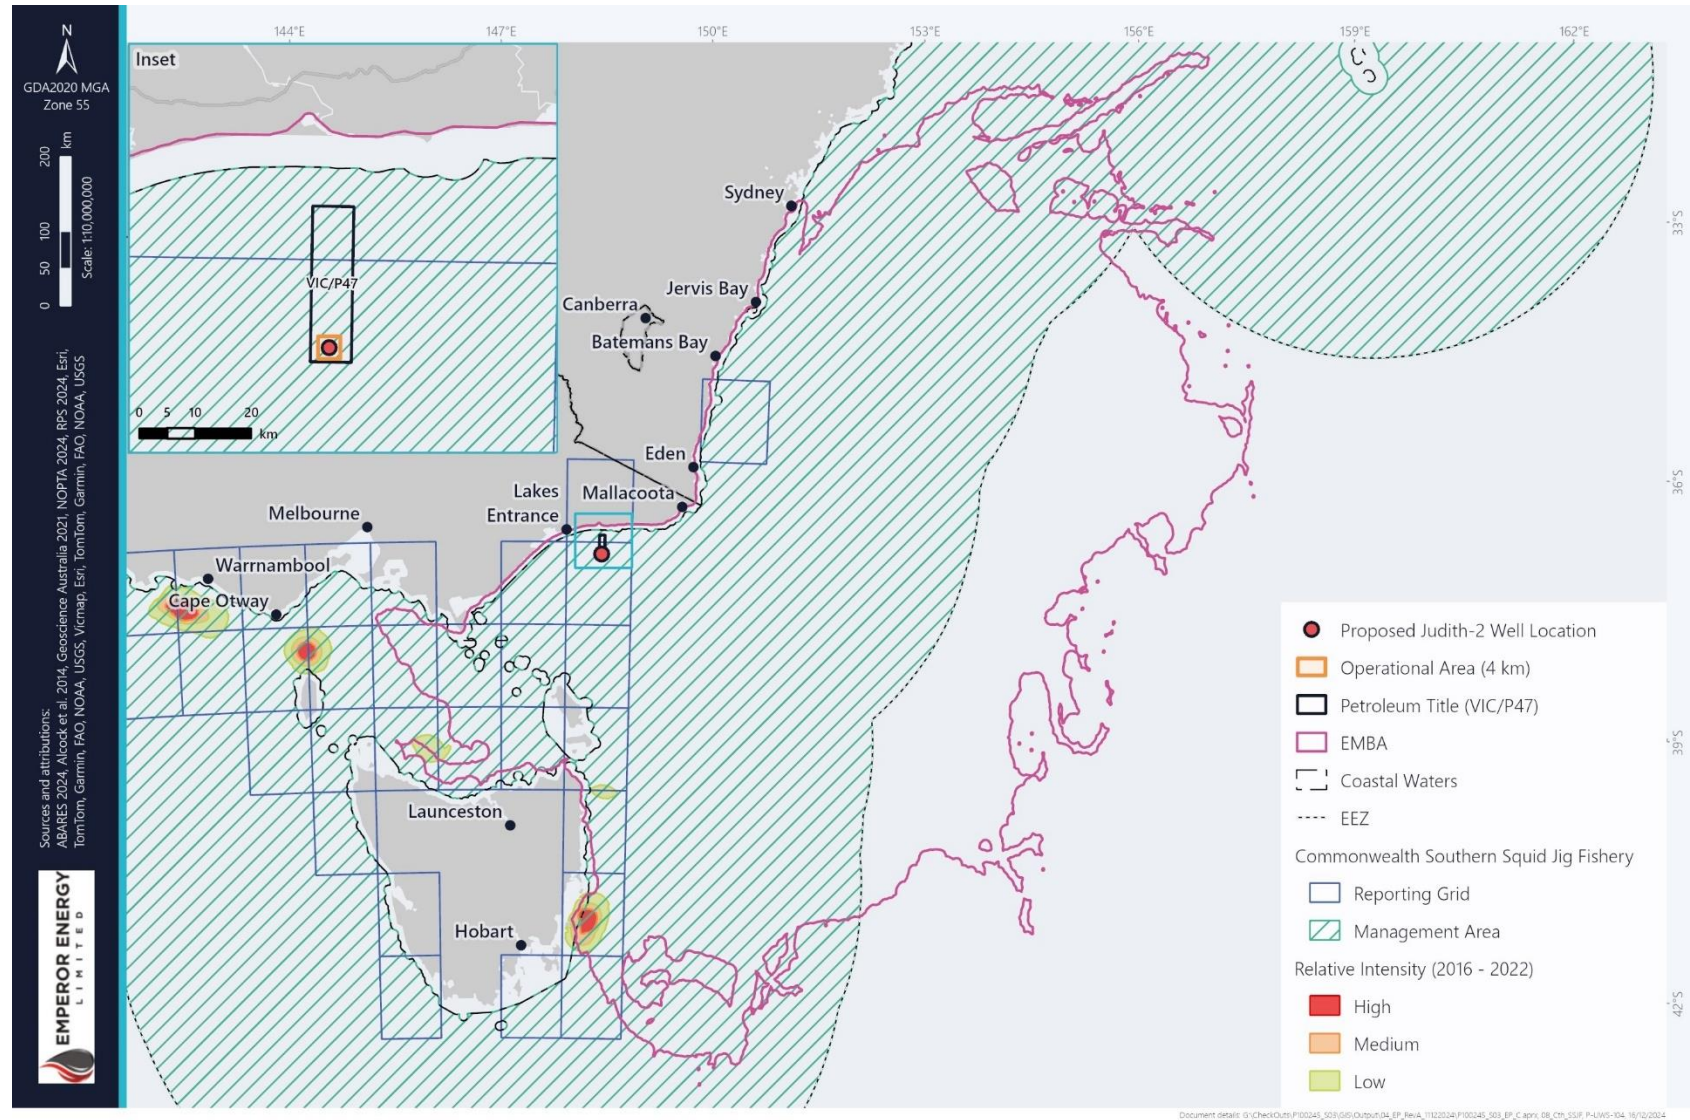 N
GDA2020 MGA
Zone 55
0 50 100 200
km
Scale: 1:10,000,000
Sources and attributions:
ABARES 2024, Alcock et al. 2014, Geoscience Australia 2021, NOPTA 2024, RPS 2024, Esri,
TomTom, Garmin, FAO, NOAA, USGS, Vicmap, Esri, TomTom, Garmin, FAO, NOAA, USGS
EMPEROR ENERGY
LIMITED
144°E 147°E 150°E 153°E 156°E 159°E 162°E
33°S
36°S
39°S
42°S
Inset
VIC/P47
0 5 10 20
km
Sydney
Jervis Bay
Canberra
Batemans Bay
Eden
Mallacoota
Lakes
Entrance
Melbourne
Warrnambool
Cape Otway
Launceston
Hobart
Proposed Judith-2 Well Location
Operational Area (4 km)
Petroleum Title (VIC/P47)
EMBA
Coastal Waters
EEZ
Commonwealth Southern Squid Jig Fishery
Reporting Grid
Management Area
Relative Intensity (2016 - 2022)
High
Medium
Low